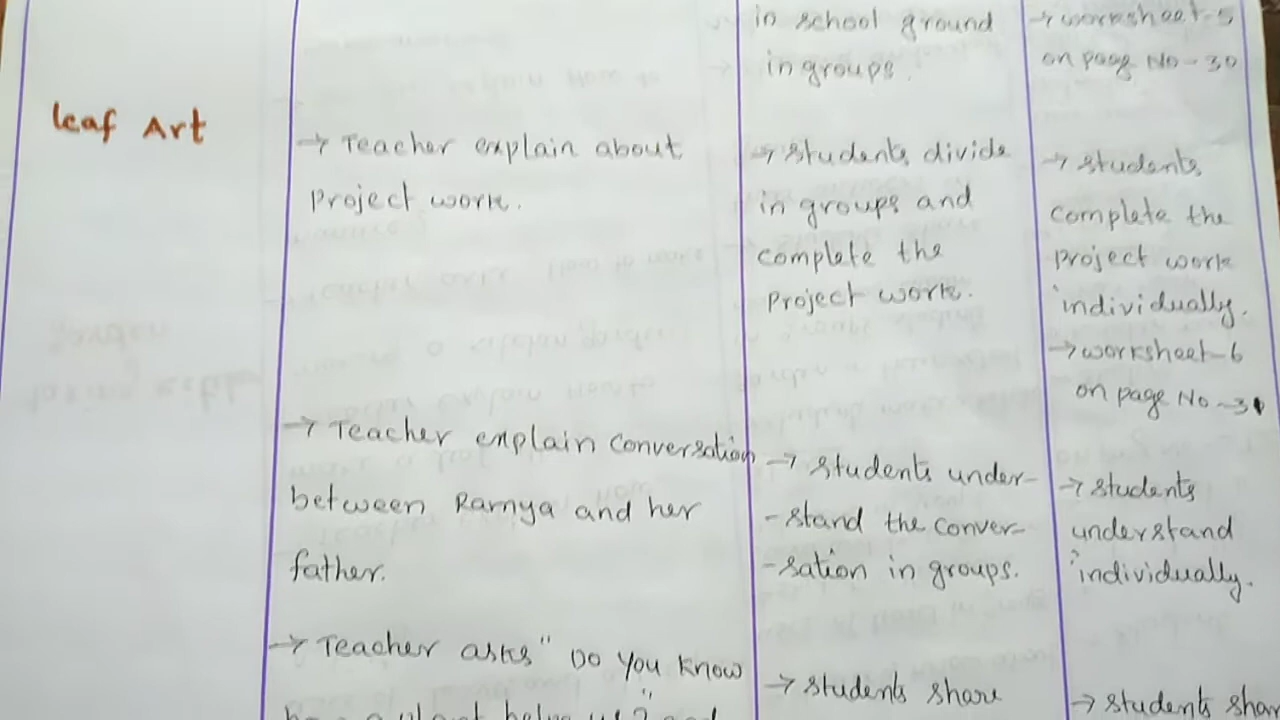 in school ground
in groups.
→ worksheet-5
on page No-30
leaf Art
→ Teacher explain about
Project work.
→ students divide
in groups and
complete the
Project work.
→ students
complete the
project work
individually.
→ worksheet-6
on page No-31
→ Teacher explain conversation
between Ramya and her
father.
→ students under-
-stand the conver-
-sation in groups.
→ students
understand
individually.
→ Teacher asks "Do you know
→ students share
→ students shar